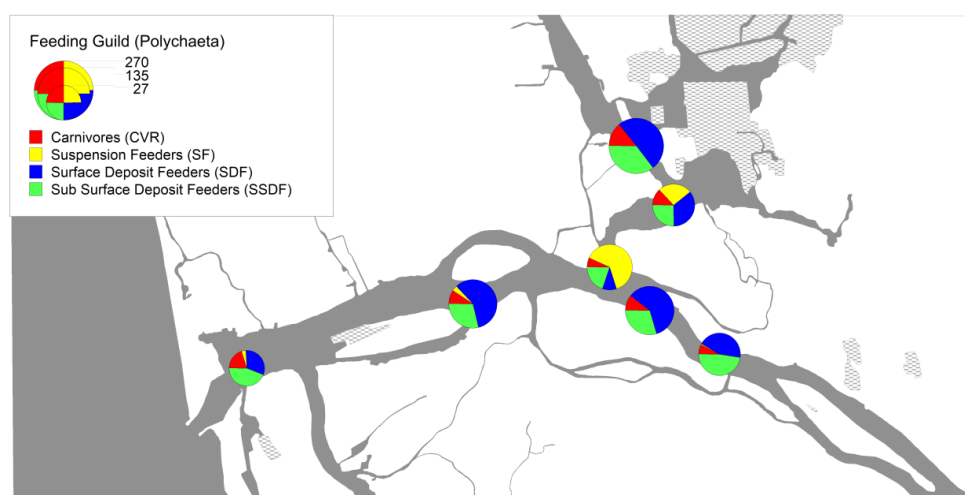 Feeding Guild (Polychaeta)
270
135
27
Carnivores (CVR)
Suspension Feeders (SF)
Surface Deposit Feeders (SDF)
Sub Surface Deposit Feeders (SSDF)